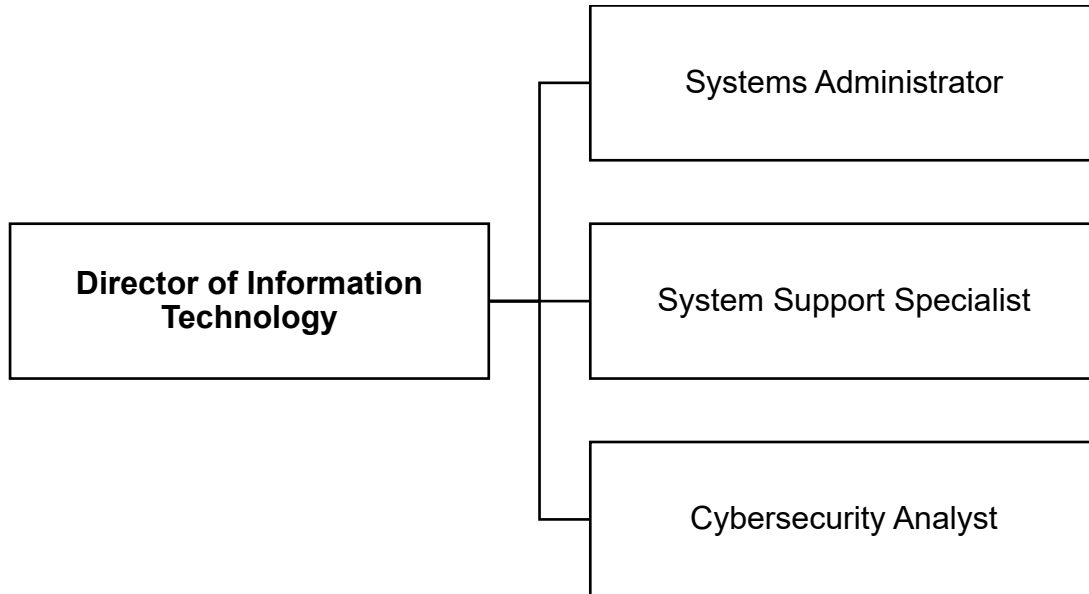 Systems Administrator
Director of Information
Technology
System Support Specialist
Cybersecurity Analyst